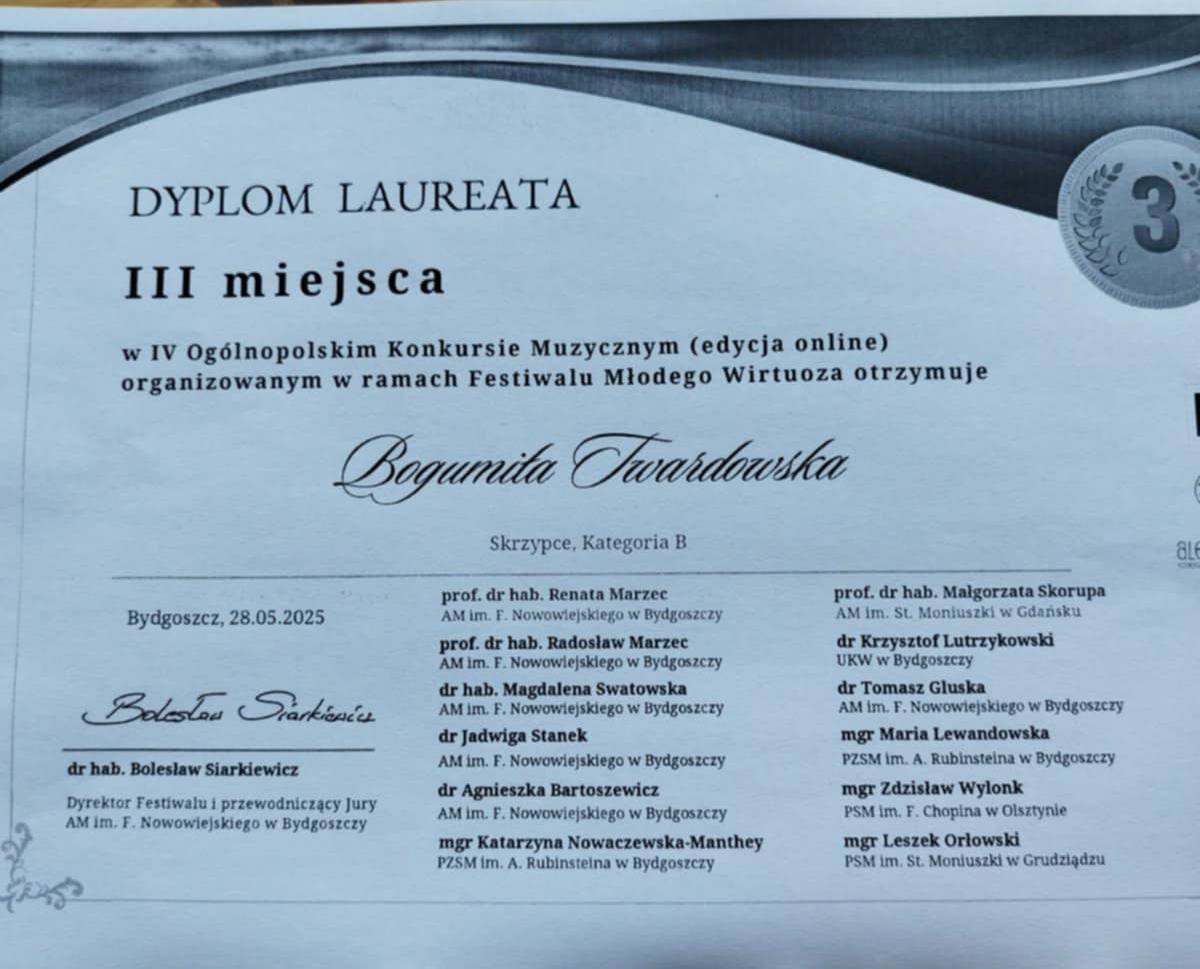 DYPLOM LAUREATA
III miejsca
w IV Ogólnopolskim Konkursie Muzycznym (edycja online)
organizowanym w ramach Festiwalu Młodego Wirtuoza otrzymuje
Bogumiła Twardowska
Skrzypce, Kategoria B
Bydgoszcz, 28.05.2025
Bolesław Siarkiewicz
dr hab. Bolesław Siarkiewicz
Dyrektor Festiwalu i przewodniczący Jury
AM im. F. Nowowiejskiego w Bydgoszczy
prof. dr hab. Renata Marzec
AM im. F. Nowowiejskiego w Bydgoszczy
prof. dr hab. Radosław Marzec
AM im. F. Nowowiejskiego w Bydgoszczy
dr hab. Magdalena Swatowska
AM im. F. Nowowiejskiego w Bydgoszczy
dr Jadwiga Stanek
AM im. F. Nowowiejskiego w Bydgoszczy
dr Agnieszka Bartoszewicz
AM im. F. Nowowiejskiego w Bydgoszczy
mgr Katarzyna Nowaczewska-Manthey
PZSM im. A. Rubinsteina w Bydgoszczy
prof. dr hab. Małgorzata Skorupa
AM im. St. Moniuszki w Gdańsku
dr Krzysztof Lutrzykowski
UKW w Bydgoszczy
dr Tomasz Gluska
AM im. F. Nowowiejskiego w Bydgoszczy
mgr Maria Lewandowska
PZSM im. A. Rubinsteina w Bydgoszczy
mgr Zdzisław Wylonk
PSM im. F. Chopina w Olsztynie
mgr Leszek Orłowski
PSM im. St. Moniuszki w Grudziądzu
3